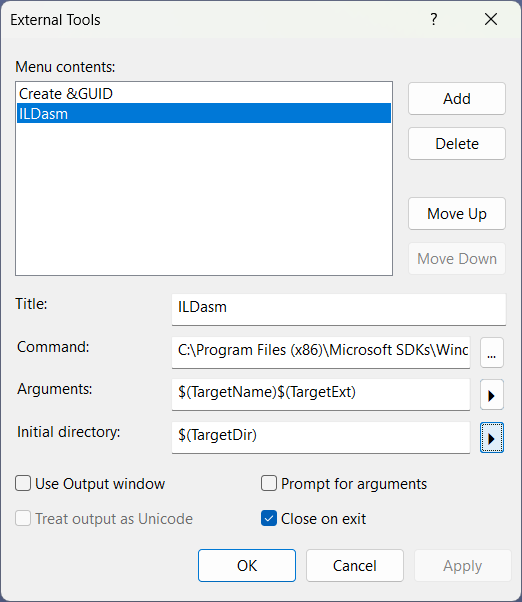 External Tools
?
Menu contents:
Create &GUID
ILDasm
Add
Delete
Move Up
Move Down
Title:
ILDasm
Command:
C:\Program Files (x86)\Microsoft SDKs\Winc
...
Arguments:
$(TargetName)$(TargetExt)
Initial directory:
$(TargetDir)
Use Output window
Prompt for arguments
Treat output as Unicode
Close on exit
OK
Cancel
Apply